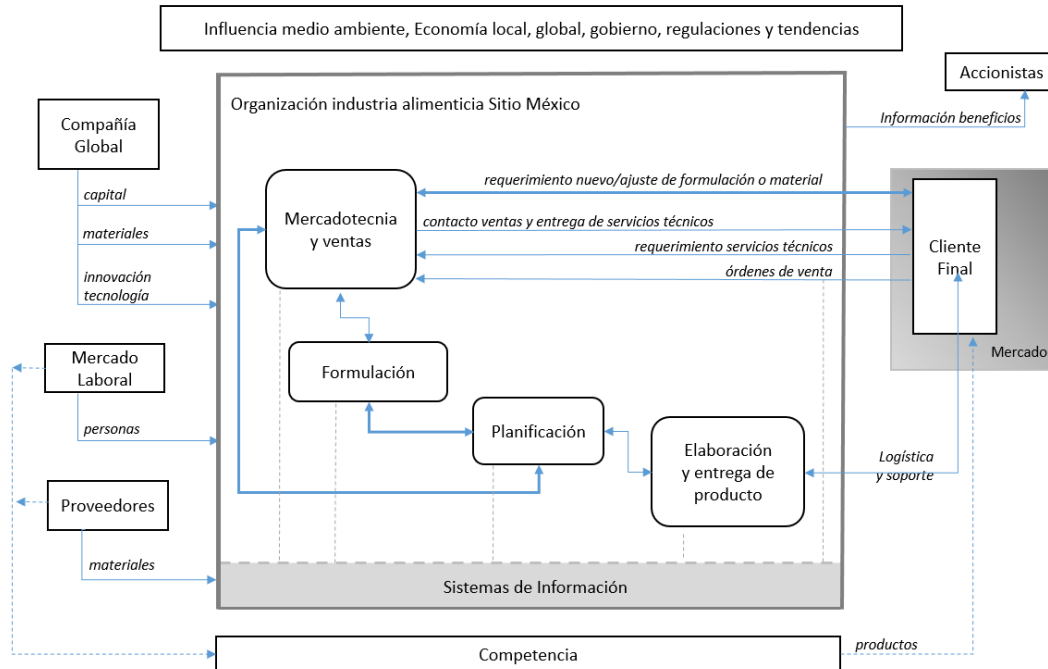 Influencia medio ambiente, Economía local, global, gobierno, regulaciones y tendencias
Accionistas
Organización industria alimenticia Sitio México
Información beneficios
Compañía
Global
capital
materiales
innovación
tecnología
Mercadotecnia
y ventas
requerimiento nuevo/ajuste de formulación o material
contacto ventas y entrega de servicios técnicos
requerimiento servicios técnicos
órdenes de venta
Cliente
Final
Mercado
Mercado
Laboral
personas
Formulación
Planificación
Elaboración
y entrega de
producto
Logística
y soporte
Proveedores
materiales
Sistemas de Información
Competencia
productos